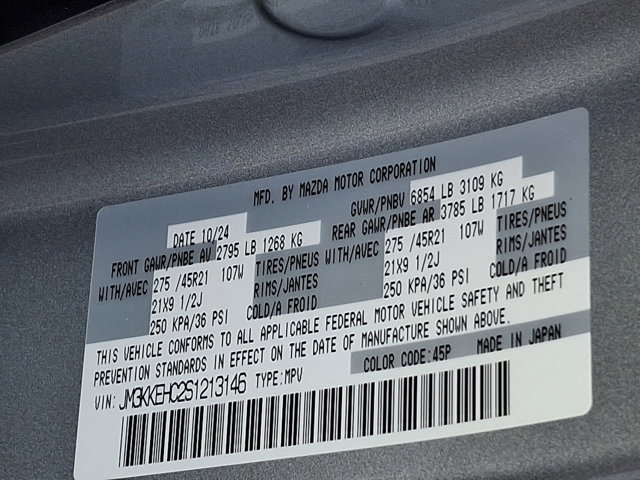 MFD. BY MAZDA MOTOR CORPORATION
DATE 10/24 GVWR/PNBV 6854 LB 3109 KG
FRONT GAWR/PNBE AV 2795 LB 1268 KG REAR GAWR/PNBE AR 3785 LB 1717 KG
WITH/AVEC 275 /45R21 107W TIRES/PNEUS WITH/AVEC 275 /45R21 107W TIRES/PNEUS
21X9 1/2J RIMS/JANTES 21X9 1/2J RIMS/JANTES
250 KPA/36 PSI COLD/A FROID 250 KPA/36 PSI COLD/A FROID
THIS VEHICLE CONFORMS TO ALL APPLICABLE FEDERAL MOTOR VEHICLE SAFETY AND THEFT
PREVENTION STANDARDS IN EFFECT ON THE DATE OF MANUFACTURE SHOWN ABOVE.
COLOR CODE:45P MADE IN JAPAN
VIN: JM3KKEHC2S1213146 TYPE:MPV